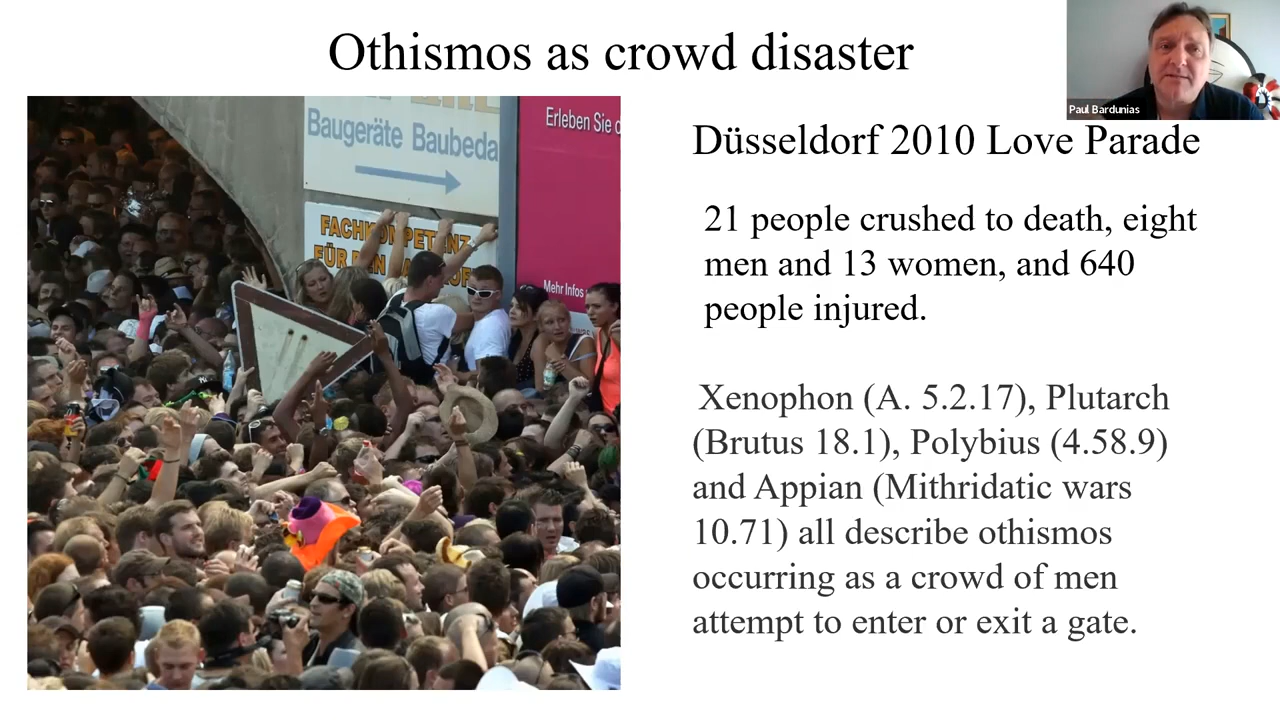 Othismos as crowd disaster
Paul Bardunias
Düsseldorf 2010 Love Parade
21 people crushed to death, eight
men and 13 women, and 640
people injured.
Xenophon (A. 5.2.17), Plutarch
(Brutus 18.1), Polybius (4.58.9)
and Appian (Mithridatic wars
10.71) all describe othismos
occurring as a crowd of men
attempt to enter or exit a gate.
Baugeräte Baubeda
Erleben Sie d
FACHKOMPETENZ
FÜR DEN
Mehr Infos